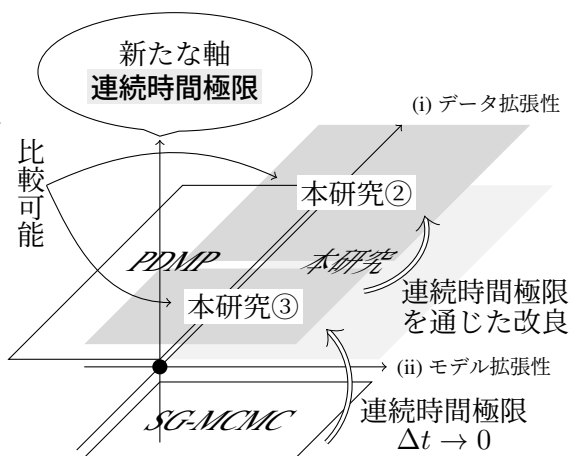 新たな軸
連続時間極限
(i) データ拡張性
比較可能
本研究②
PDMP
本研究
本研究③
連続時間極限
を通じた改良
(ii) モデル拡張性
SG-MCMC
連続時間極限
Δt → 0